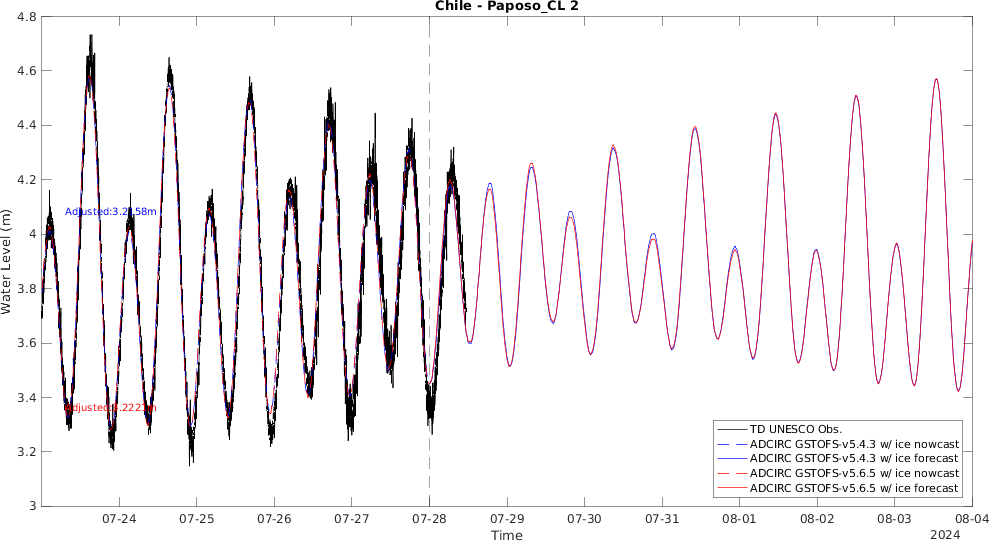 Chile - Paposo_CL 2
4.8
4.6
4.4
4.2
4
3.8
3.6
3.4
3.2
3
Water Level (m)
Adjusted:3.2158m
Adjusted:3.2221m
TD UNESCO Obs.
ADCIRC GSTOFS-v5.4.3 w/ ice nowcast
ADCIRC GSTOFS-v5.4.3 w/ ice forecast
ADCIRC GSTOFS-v5.6.5 w/ ice nowcast
ADCIRC GSTOFS-v5.6.5 w/ ice forecast
07-24 07-25 07-26 07-27 07-28 07-29 07-30 07-31 08-01 08-02 08-03 08-04
Time
2024